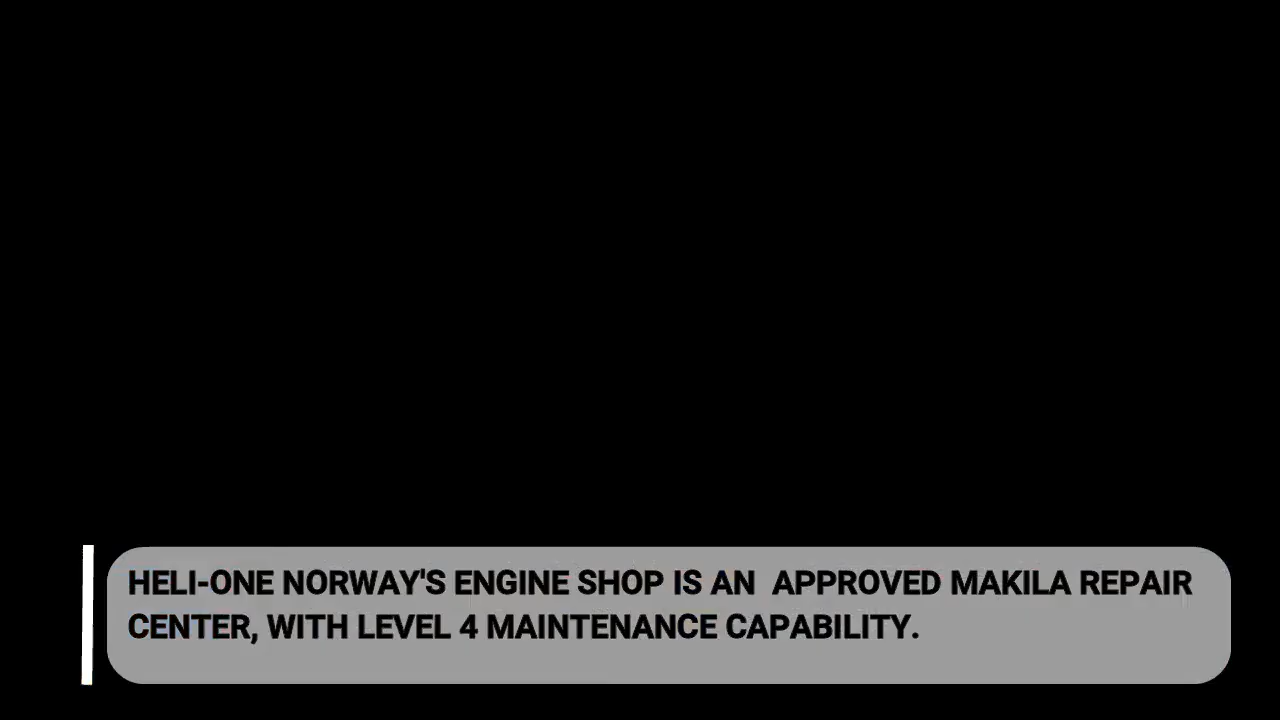 HELI-ONE NORWAY'S ENGINE SHOP IS AN  APPROVED MAKILA REPAIR
CENTER, WITH LEVEL 4 MAINTENANCE CAPABILITY.